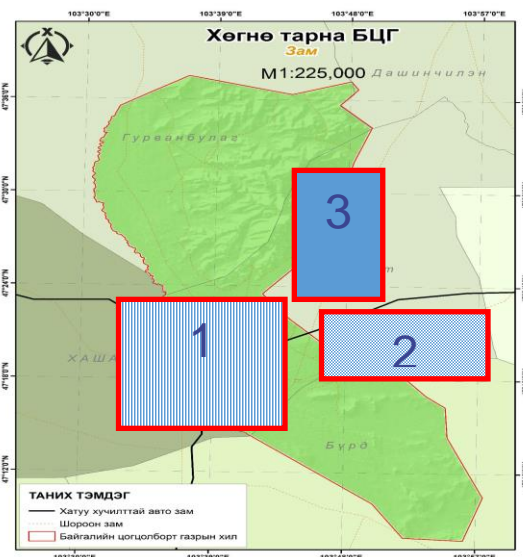 103°30'0"E 103°39'0"E 103°48'0"E 103°57'0"E
Х
Хөгнө тарна БЦГ
Зам
М1:225,000
Дашинчилэн
Гурванбулаг
3
1
2
ХАША
Бүрд
ТАНИХ ТЭМДЭГ
Хатуу хучилттай авто зам
Шороон зам
Байгалийн цогцолборт газрын хил